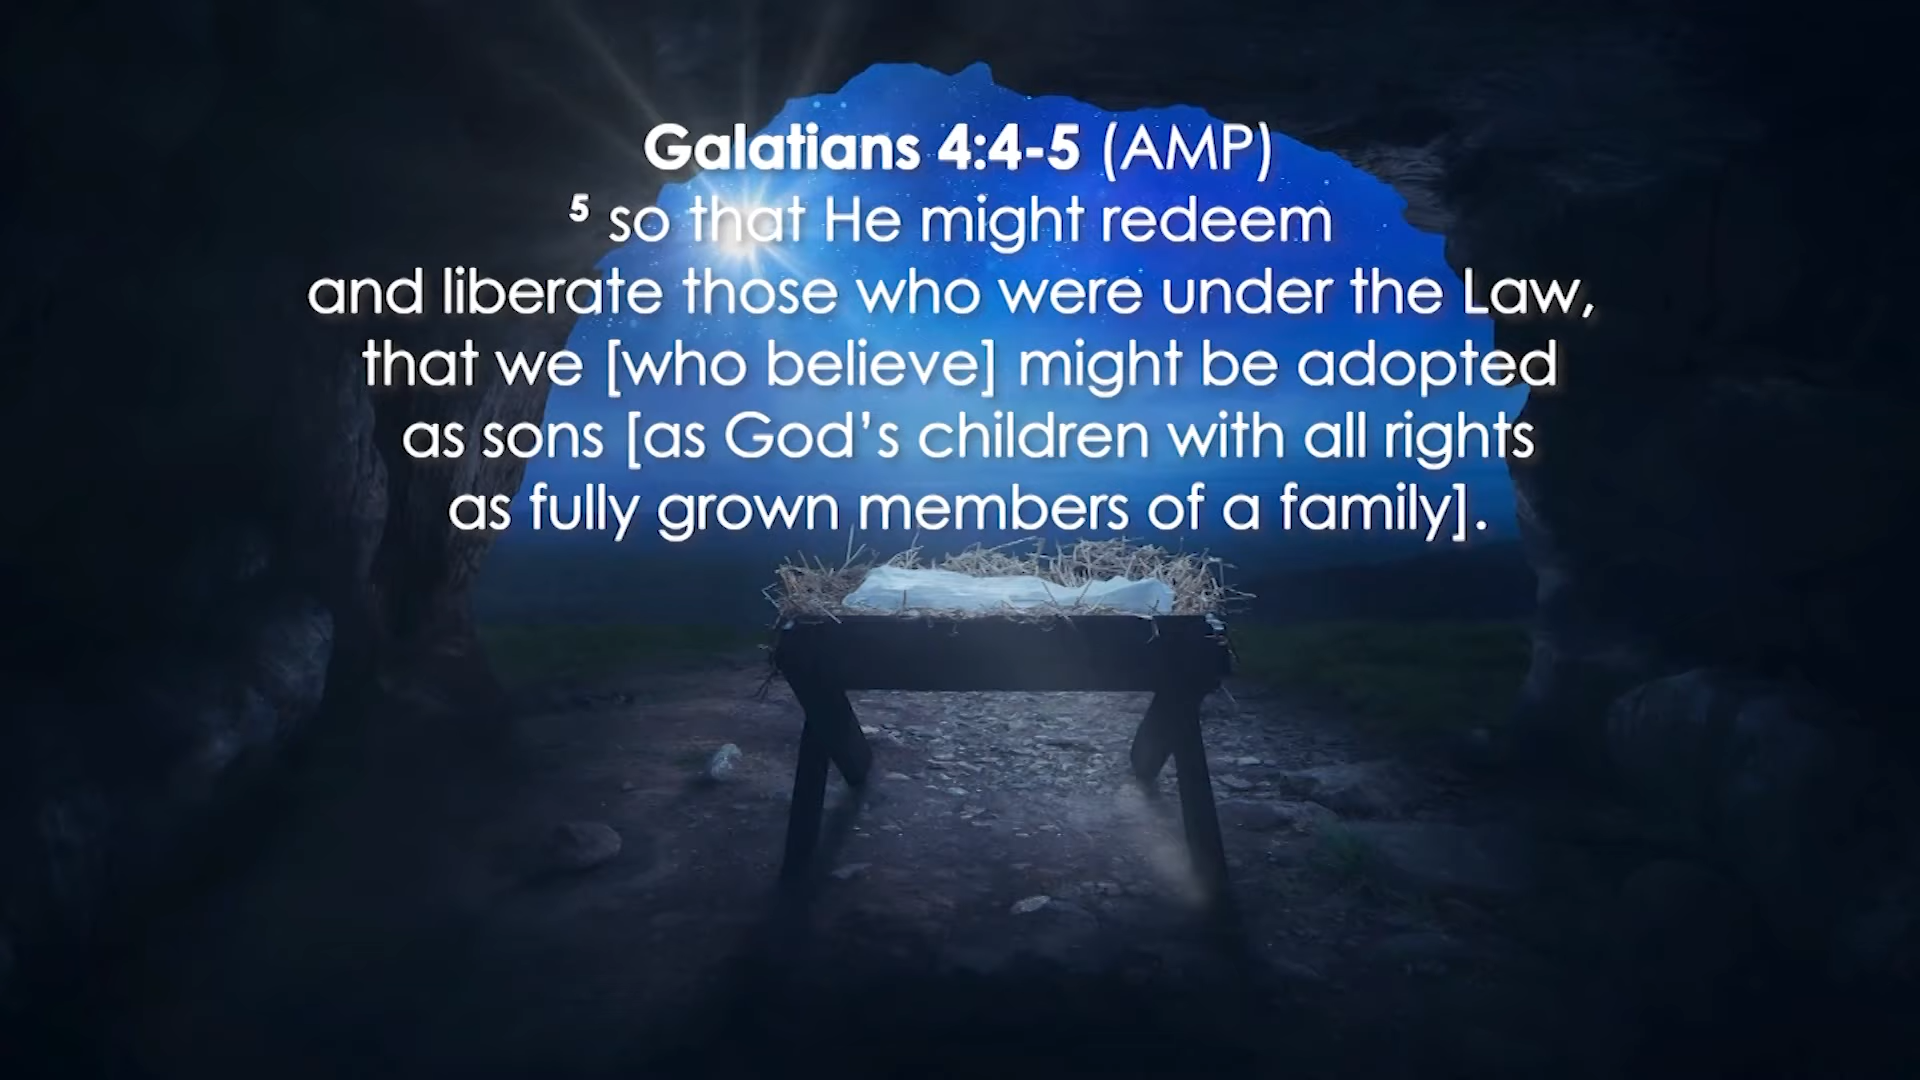 Galatians 4:4-5 (AMP)
⁵ so that He might redeem
and liberate those who were under the Law,
that we [who believe] might be adopted
as sons [as God’s children with all rights
as fully grown members of a family].